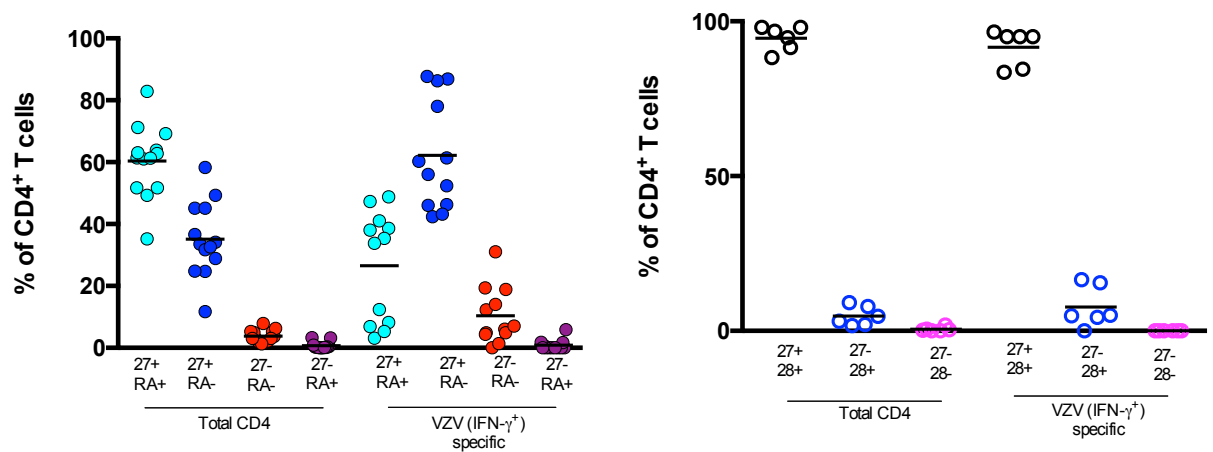 % of CD4⁺ T cells
100
80
60
40
20
0
27+ 27+ 27- 27- 27+ 27+ 27- 27-
RA+ RA- RA- RA+ RA+ RA- RA- RA+
Total CD4 VZV (IFN-γ⁺)
specific
% of CD4⁺ T cells
100
50
0
27+ 27- 27- 27+ 27- 27-
28+ 28+ 28- 28+ 28+ 28-
Total CD4 VZV (IFN-γ⁺)
specific